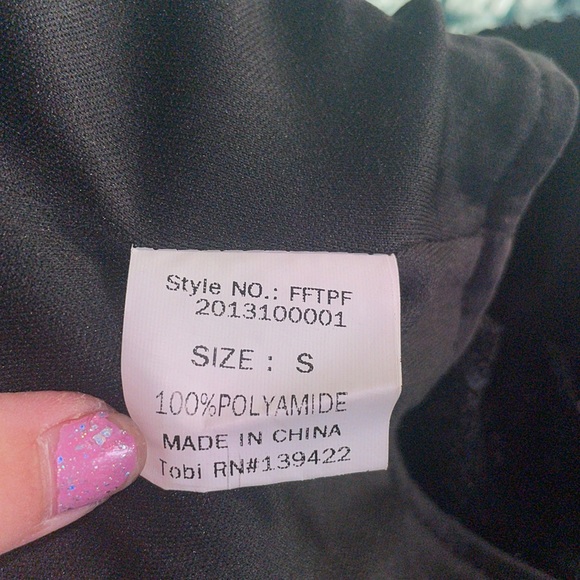 Style NO.: FFTPF
2013100001
SIZE : S
100%POLYAMIDE
MADE IN CHINA
Tobi RN#139422